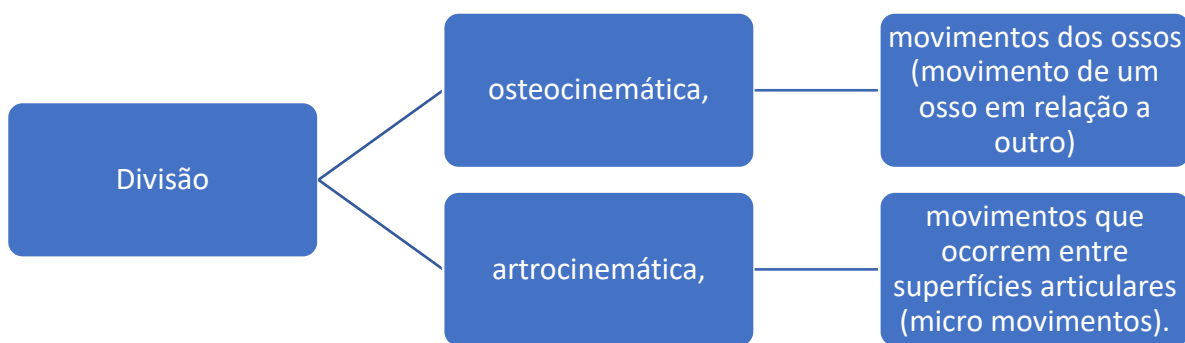 Divisão
osteocinemática,
movimentos dos ossos
(movimento de um
osso em relação a
outro)
artrocinemática,
movimentos que
ocorrem entre
superfícies articulares
(micro movimentos).